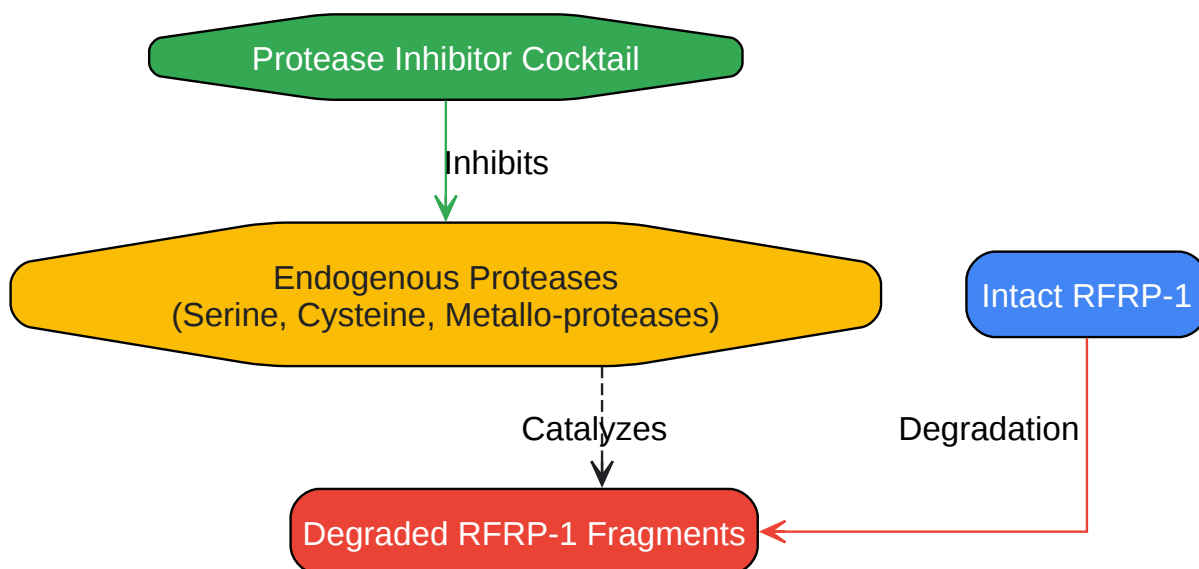 Protease Inhibitor Cocktail
Inhibits
Endogenous Proteases
(Serine, Cysteine, Metallo-proteases)
Intact RFRP-1
Catalyzes
Degradation
Degraded RFRP-1 Fragments